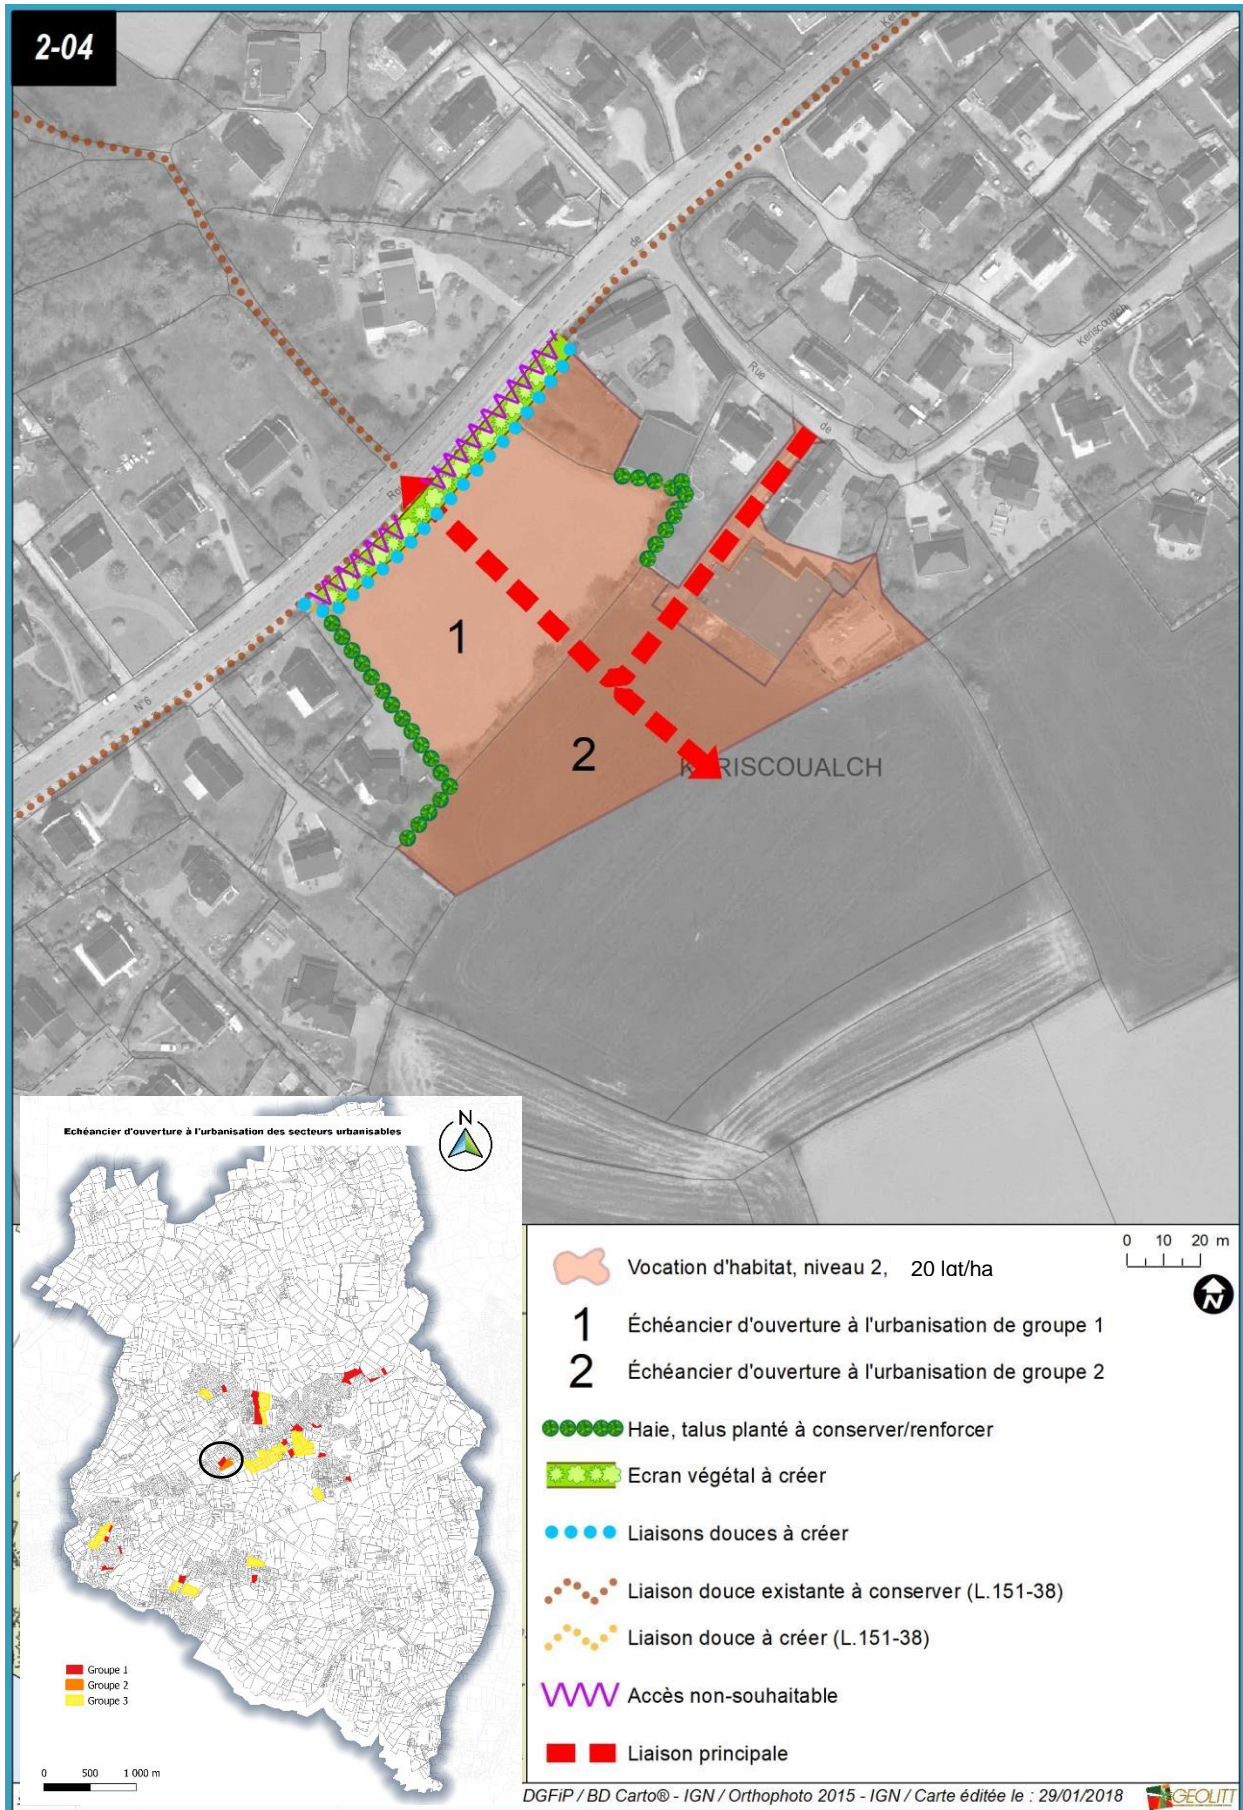 2-04
Ker
de
Rue
de
Keriscoualch
N°6
1
2
KERISCOUALCH
Echéancier d'ouverture à l'urbanisation des secteurs urbanisables
N
Groupe 1
Groupe 2
Groupe 3
0 500 1 000 m
0 10 20 m
N
Vocation d'habitat, niveau 2, 20 lgt/ha
1 Échéancier d'ouverture à l'urbanisation de groupe 1
2 Échéancier d'ouverture à l'urbanisation de groupe 2
Haie, talus planté à conserver/renforcer
Ecran végétal à créer
Liaisons douces à créer
Liaison douce existante à conserver (L.151-38)
Liaison douce à créer (L.151-38)
Accès non-souhaitable
Liaison principale
DGFiP / BD Carto® - IGN / Orthophoto 2015 - IGN / Carte éditée le : 29/01/2018
GEOLITT